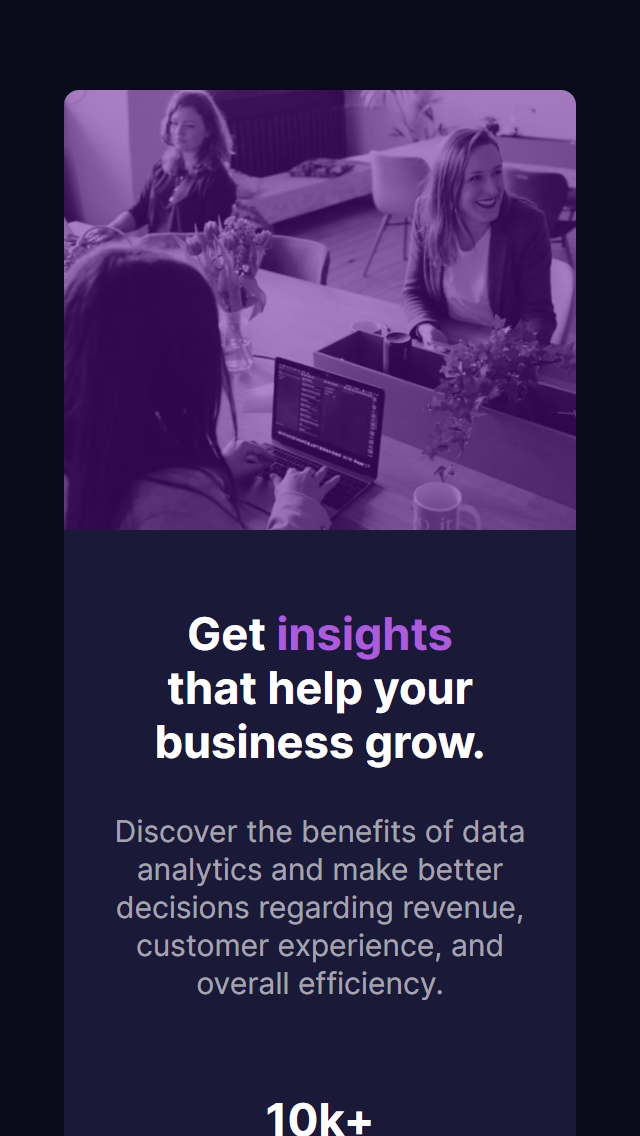 Get insights
that help your
business grow.
Discover the benefits of data
analytics and make better
decisions regarding revenue,
customer experience, and
overall efficiency.
10k+